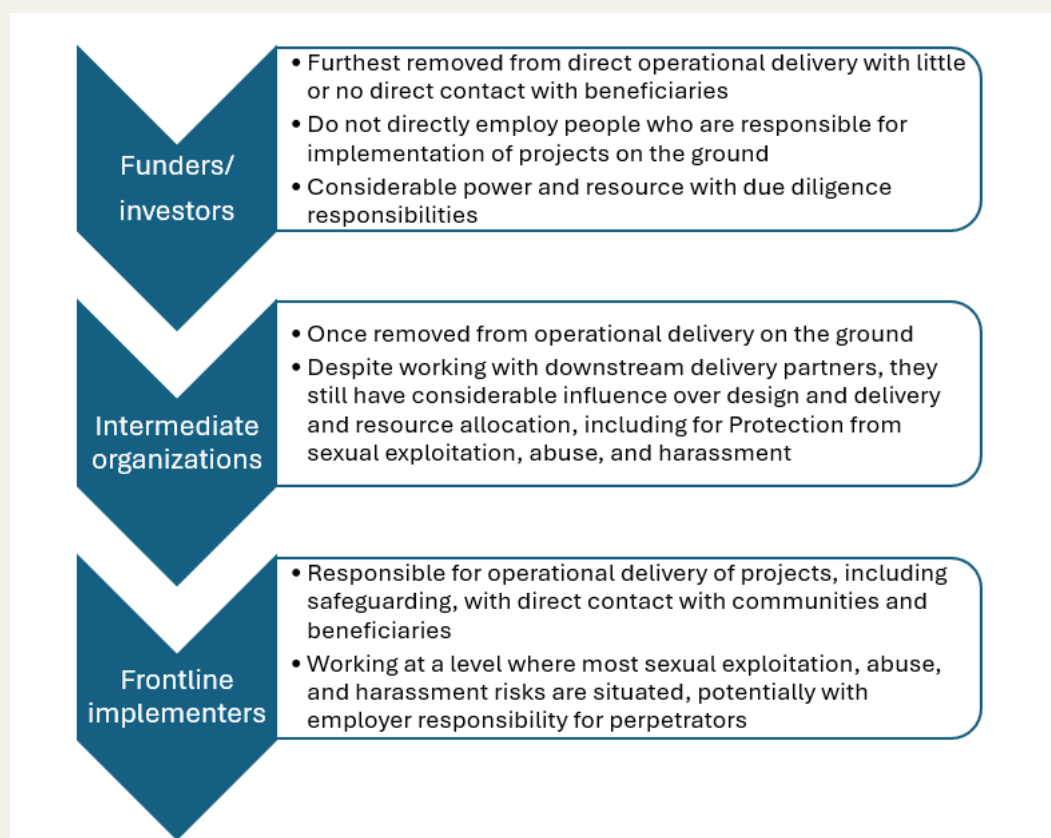 Funders/
investors
• Furthest removed from direct operational delivery with little
or no direct contact with beneficiaries
• Do not directly employ people who are responsible for
implementation of projects on the ground
• Considerable power and resource with due diligence
responsibilities
Intermediate
organizations
• Once removed from operational delivery on the ground
• Despite working with downstream delivery partners, they
still have considerable influence over design and delivery
and resource allocation, including for Protection from
sexual exploitation, abuse, and harassment
Frontline
implementers
• Responsible for operational delivery of projects, including
safeguarding, with direct contact with communities and
beneficiaries
• Working at a level where most sexual exploitation, abuse,
and harassment risks are situated, potentially with
employer responsibility for perpetrators